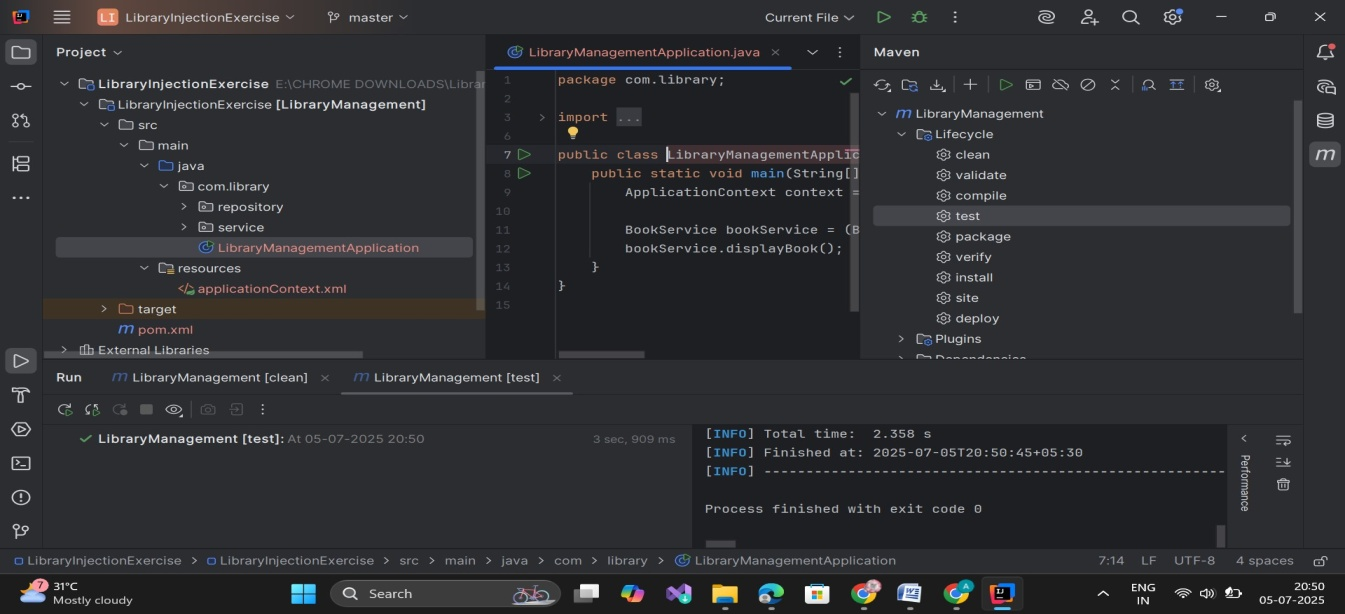 LI LibraryInjectionExercise master Current File
Project
LibraryInjectionExercise E:\CHROME DOWNLOADS\Librar
LibraryInjectionExercise [LibraryManagement]
src
main
java
com.library
repository
service
LibraryManagementApplication
resources
applicationContext.xml
target
m pom.xml
External Libraries
LibraryManagementApplication.java
1 package com.library;
2
3 import ...
6
7 public class LibraryManagementApplic
8 public static void main(String[]
9 ApplicationContext context =
10
11 BookService bookService = (B
12 bookService.displayBook();
13 }
14 }
15
Maven
m LibraryManagement
Lifecycle
clean
validate
compile
test
package
verify
install
site
deploy
Plugins
Dependencies
m
Run m LibraryManagement [clean] m LibraryManagement [test]
LibraryManagement [test]: At 05-07-2025 20:50 3 sec, 909 ms
[INFO] Total time: 2.358 s
[INFO] Finished at: 2025-07-05T20:50:45+05:30
[INFO] --------------------------------------------------------
Process finished with exit code 0
Performance
LibraryInjectionExercise > LibraryInjectionExercise > src > main > java > com > library > LibraryManagementApplication 7:14 LF UTF-8 4 spaces
7 31°C
Mostly cloudy
Search
ENG
IN
20:50
05-07-2025